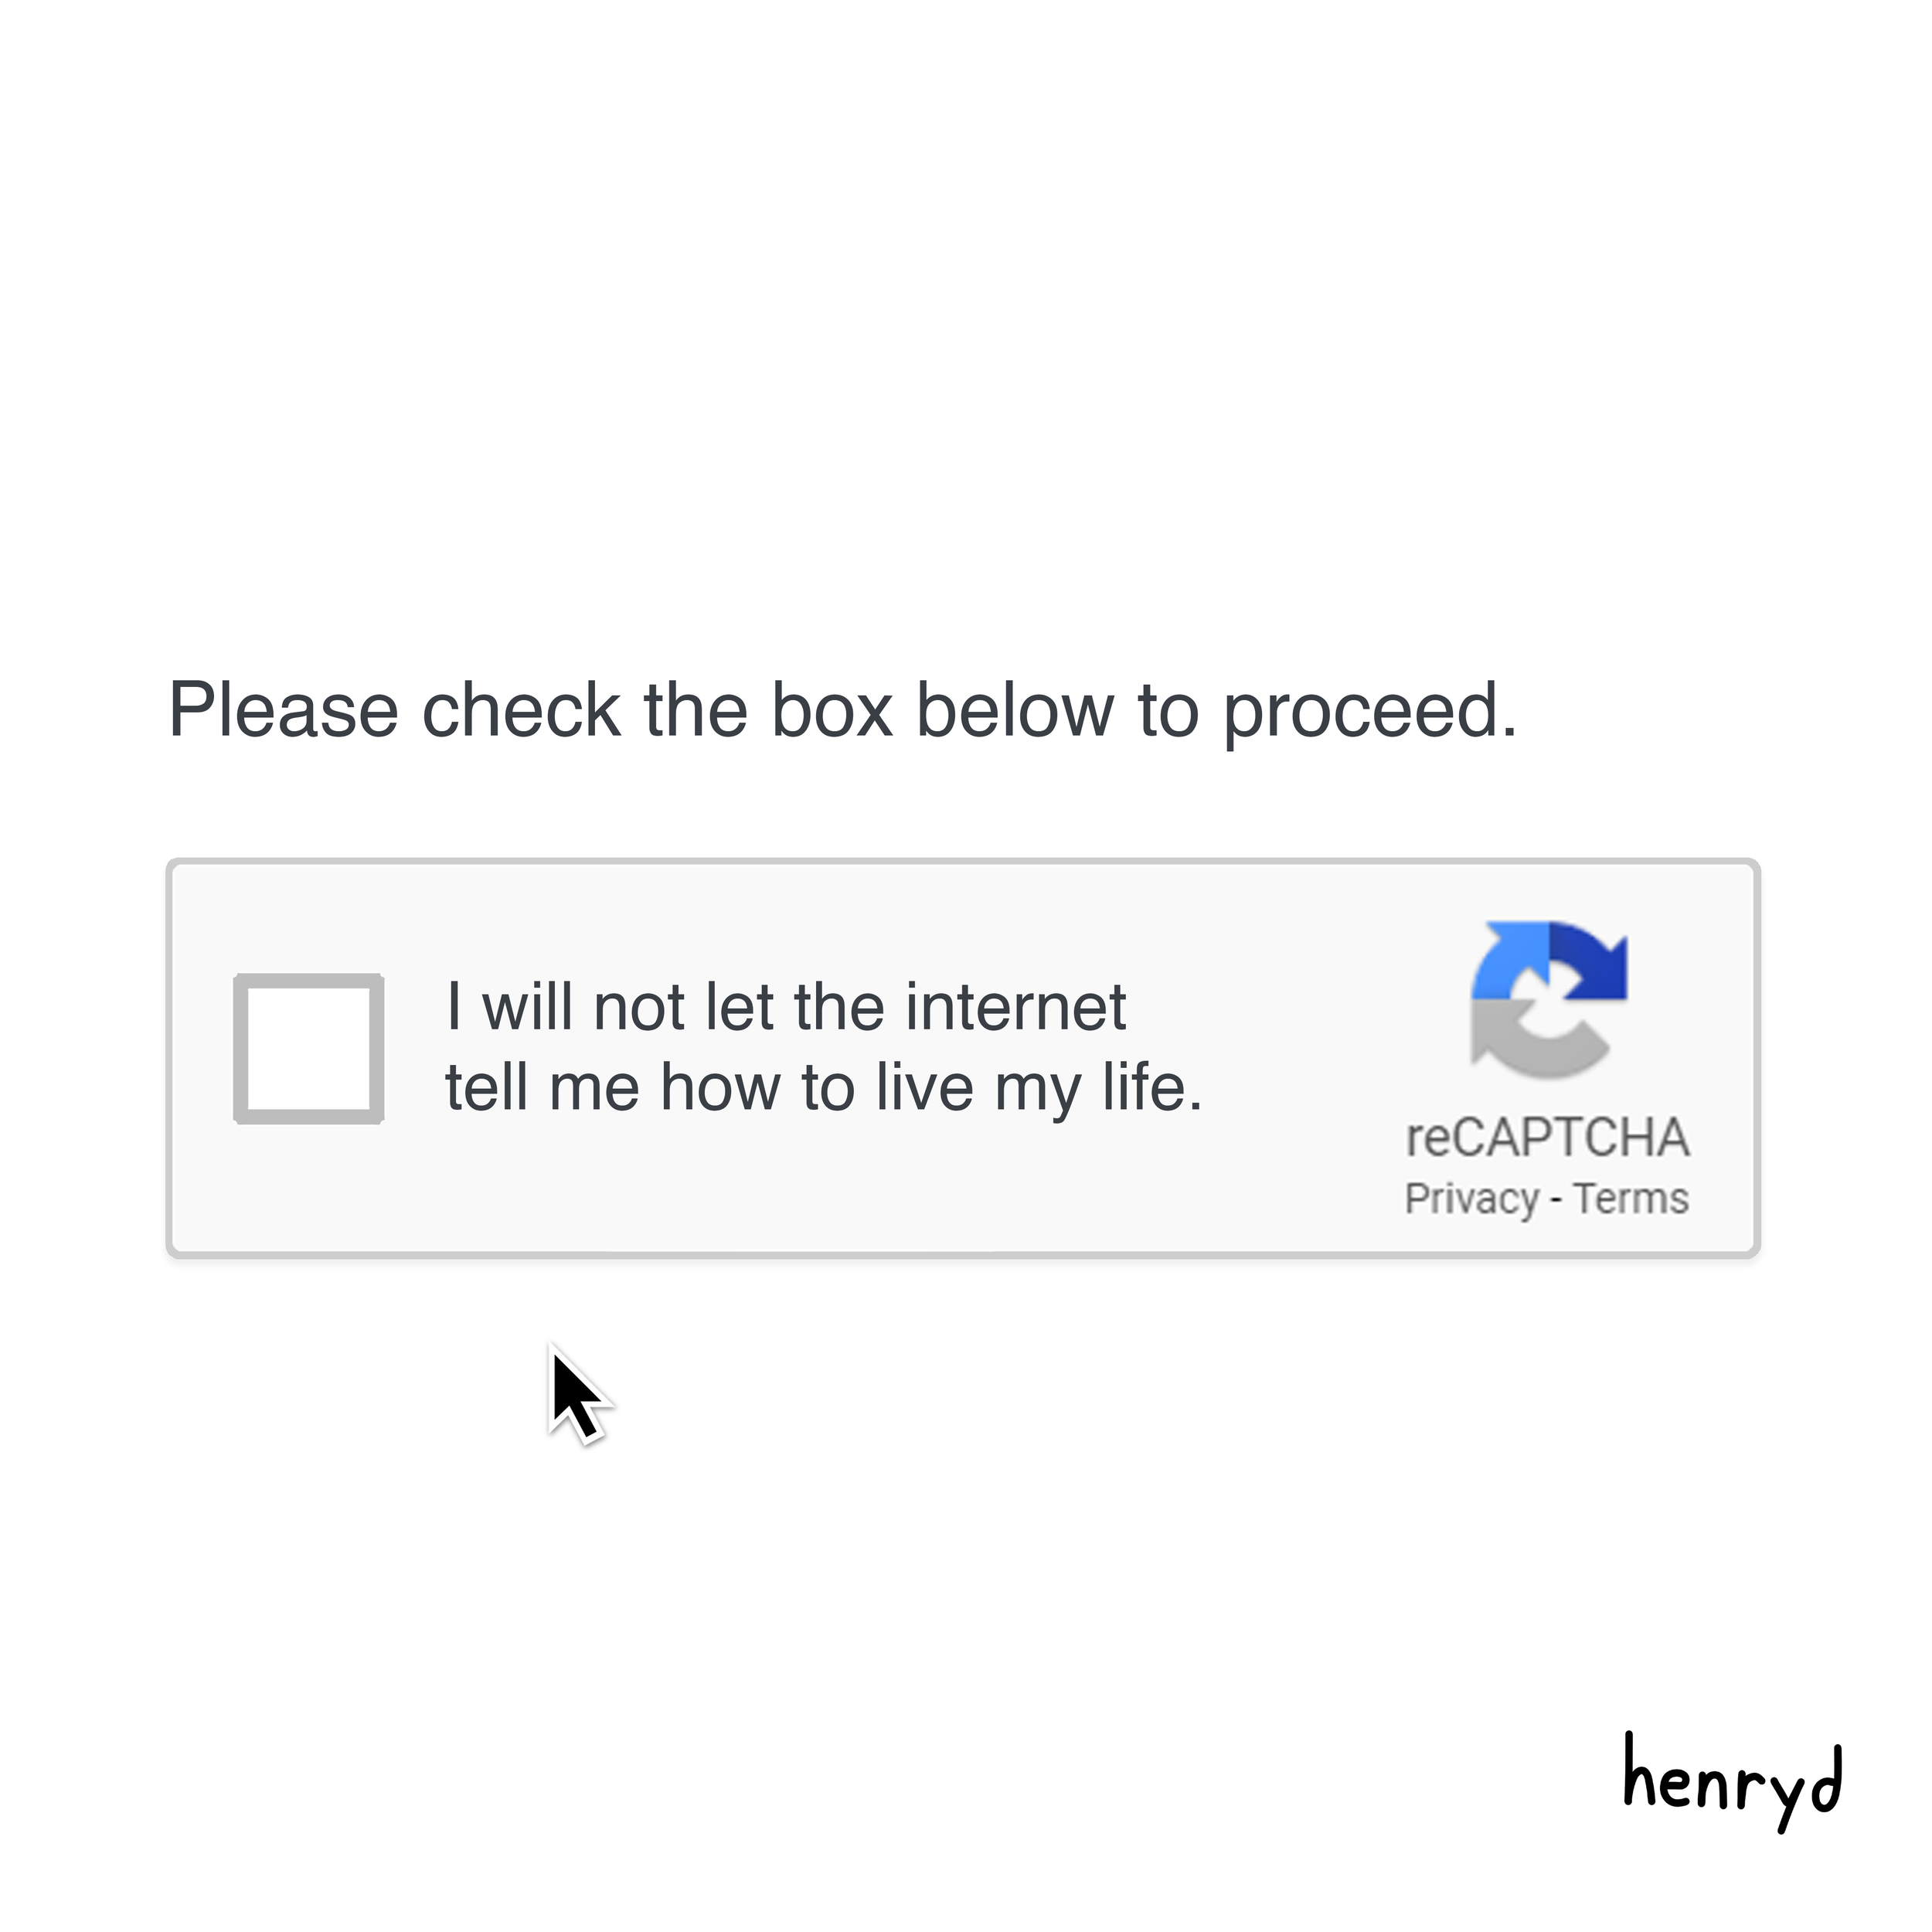 Please check the box below to proceed.
I will not let the internet
tell me how to live my life.
reCAPTCHA
Privacy - Terms
henryd